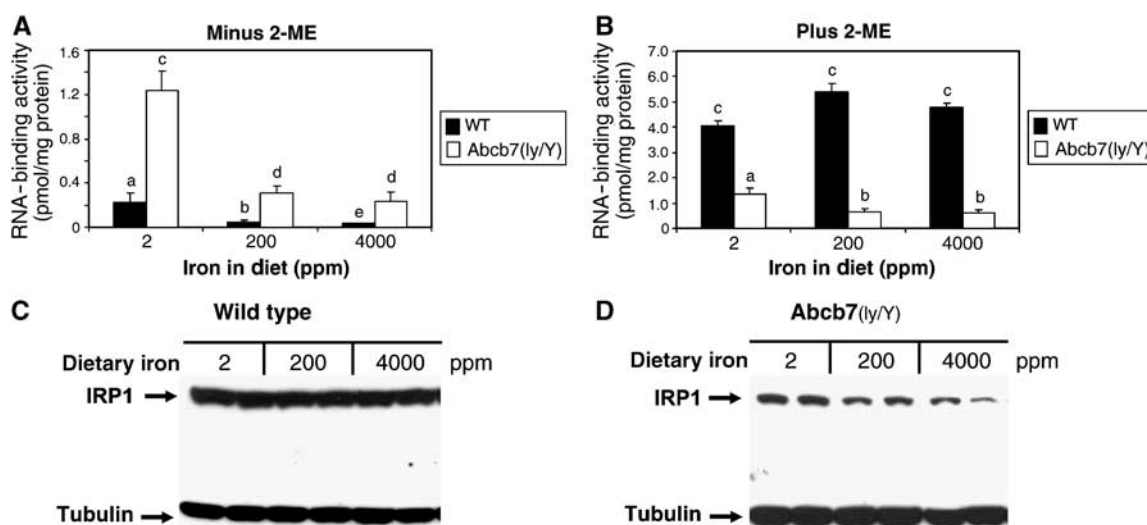 A
Minus 2-ME
RNA-binding activity
(pmol/mg protein)
1.6
1.2
0.8
0.4
0
a
c
b
d
e
d
2
200
4000
Iron in diet (ppm)
WT
Abcb7(ly/Y)
B
Plus 2-ME
RNA-binding activity
(pmol/mg protein)
7.0
6.0
5.0
4.0
3.0
2.0
1.0
0
c
a
c
b
c
b
2
200
4000
Iron in diet (ppm)
WT
Abcb7(ly/Y)
C
Wild type
Dietary iron 2 200 4000 ppm
IRP1
Tubulin
D
Abcb7(ly/Y)
Dietary iron 2 200 4000 ppm
IRP1
Tubulin